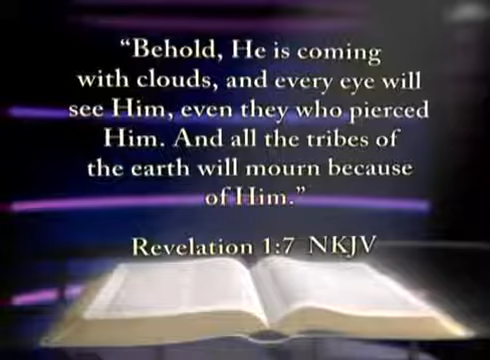 “Behold, He is coming
with clouds, and every eye will
see Him, even they who pierced
Him. And all the tribes of
the earth will mourn because
of Him.”
Revelation 1:7 NKJV